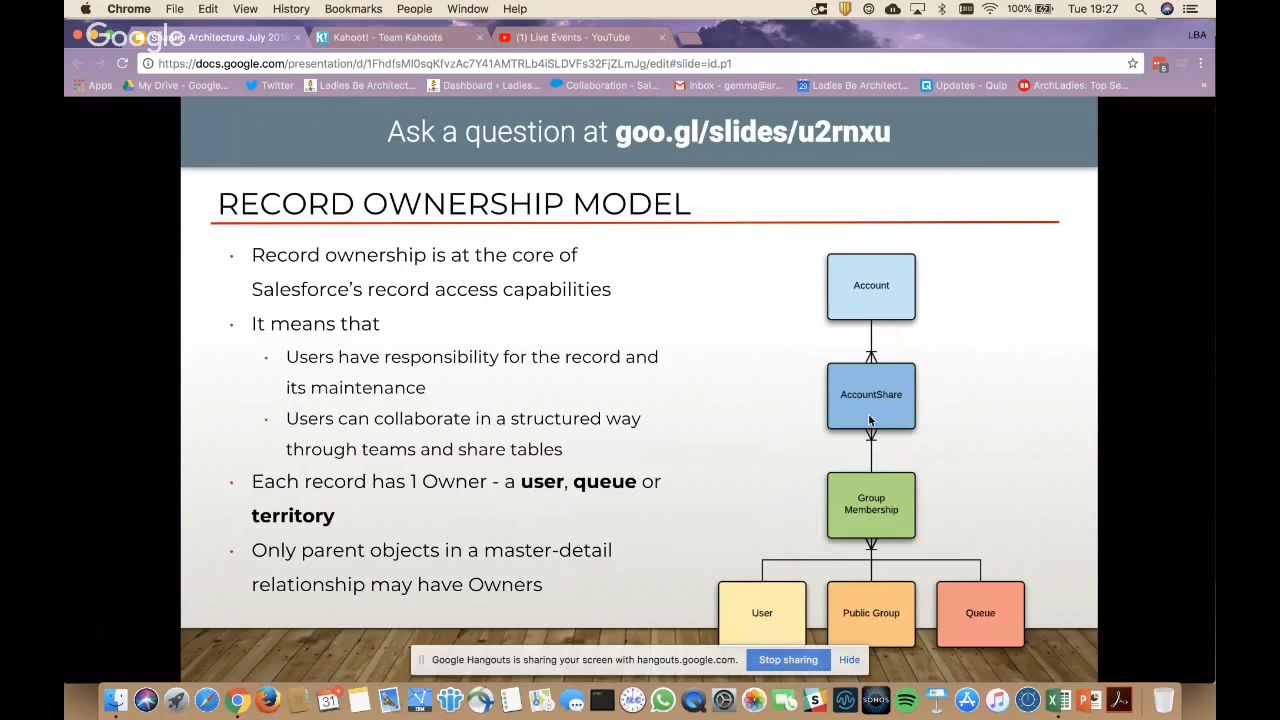 Chrome File Edit View History Bookmarks People Window Help 100% Tue 19:27
Google
Architecture July 201
Kahoot! - Team Kahoots
(1) Live Events - YouTube
LBA
https://docs.google.com/presentation/d/1FhdfsMI0sqKfvzAc7Y41AMTRLb4iSLDVFs32FjZLmJg/edit#slide=id.p1
Apps My Drive - Google... Twitter Ladies Be Architect... Dashboard ‹ Ladies... Collaboration - Sal... Inbox - gemma@ar... Ladies Be Architect... Updates - Quip ArchLadies: Top Se... »
Ask a question at goo.gl/slides/u2rnxu
RECORD OWNERSHIP MODEL
• Record ownership is at the core of
Salesforce’s record access capabilities
• It means that
• Users have responsibility for the record and
its maintenance
• Users can collaborate in a structured way
through teams and share tables
• Each record has 1 Owner - a user, queue or
territory
• Only parent objects in a master-detail
relationship may have Owners
Account
AccountShare
Group
Membership
User
Public Group
Queue
Google Hangouts is sharing your screen with hangouts.google.com. Stop sharing Hide
31
SONOS